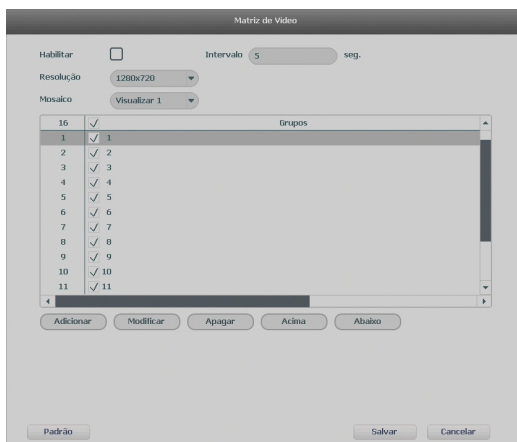 Matriz de Vídeo
Habilitar Intervalo 5 seg.
Resolução 1280x720
Mosaico Visualizar 1
16 Grupos
1 1
2 2
3 3
4 4
5 5
6 6
7 7
8 8
9 9
10 10
11 11
Adicionar Modificar Apagar Acima Abaixo
Padrão Salvar Cancelar